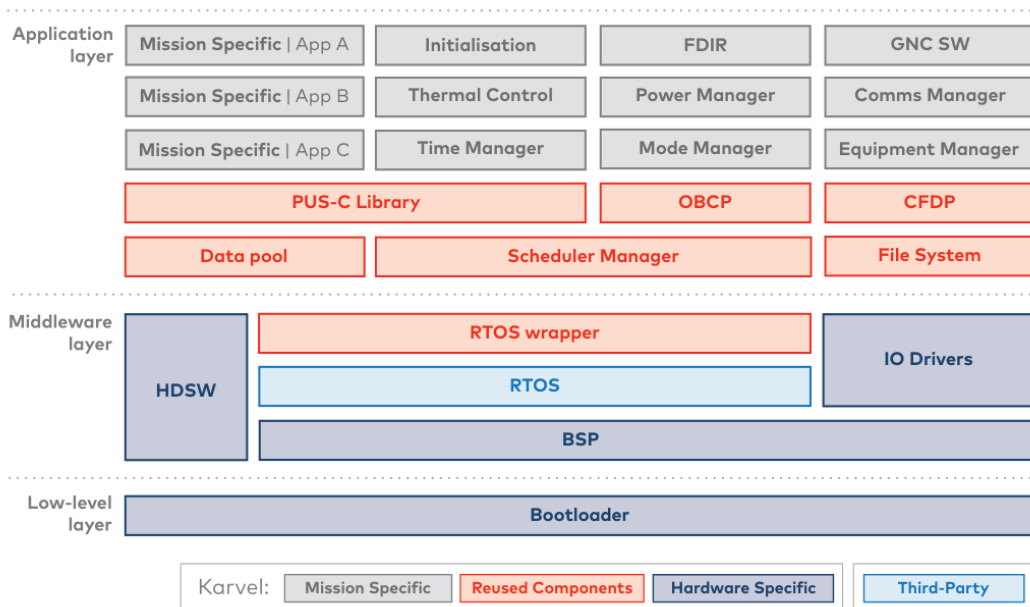 Application
layer
Mission Specific | App A
Initialisation
FDIR
GNC SW
Mission Specific | App B
Thermal Control
Power Manager
Comms Manager
Mission Specific | App C
Time Manager
Mode Manager
Equipment Manager
PUS-C Library
OBCP
CFDP
Data pool
Scheduler Manager
File System
Middleware
layer
HDSW
RTOS wrapper
IO Drivers
RTOS
BSP
Low-level
layer
Bootloader
Karvel:
Mission Specific
Reused Components
Hardware Specific
Third-Party